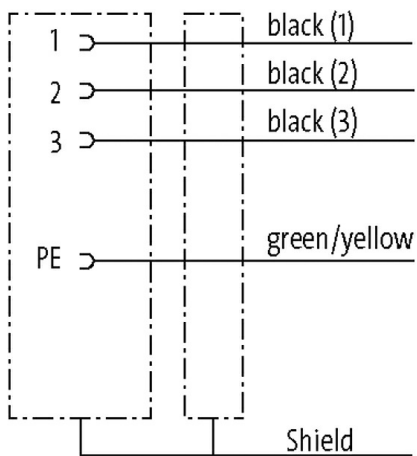 1 black (1)
2 black (2)
3 black (3)
PE green/yellow
Shield